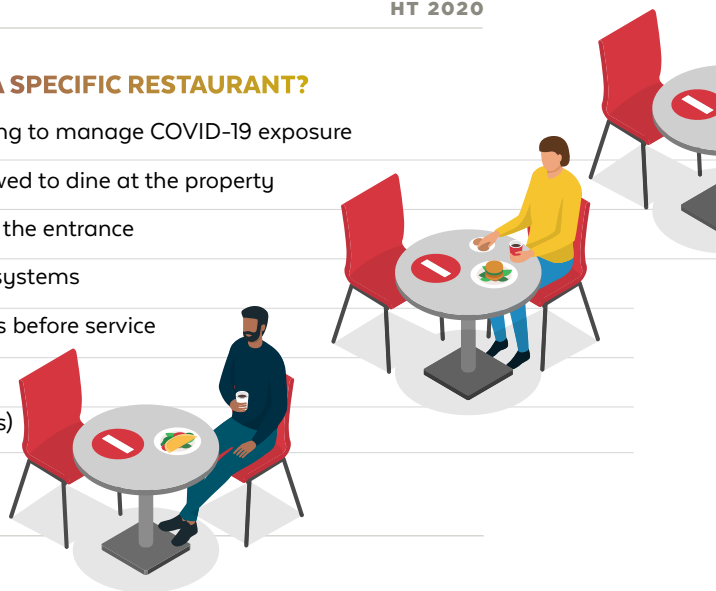 HT 2020
A SPECIFIC RESTAURANT?
ng to manage COVID-19 exposure
wed to dine at the property
the entrance
systems
s before service
s)